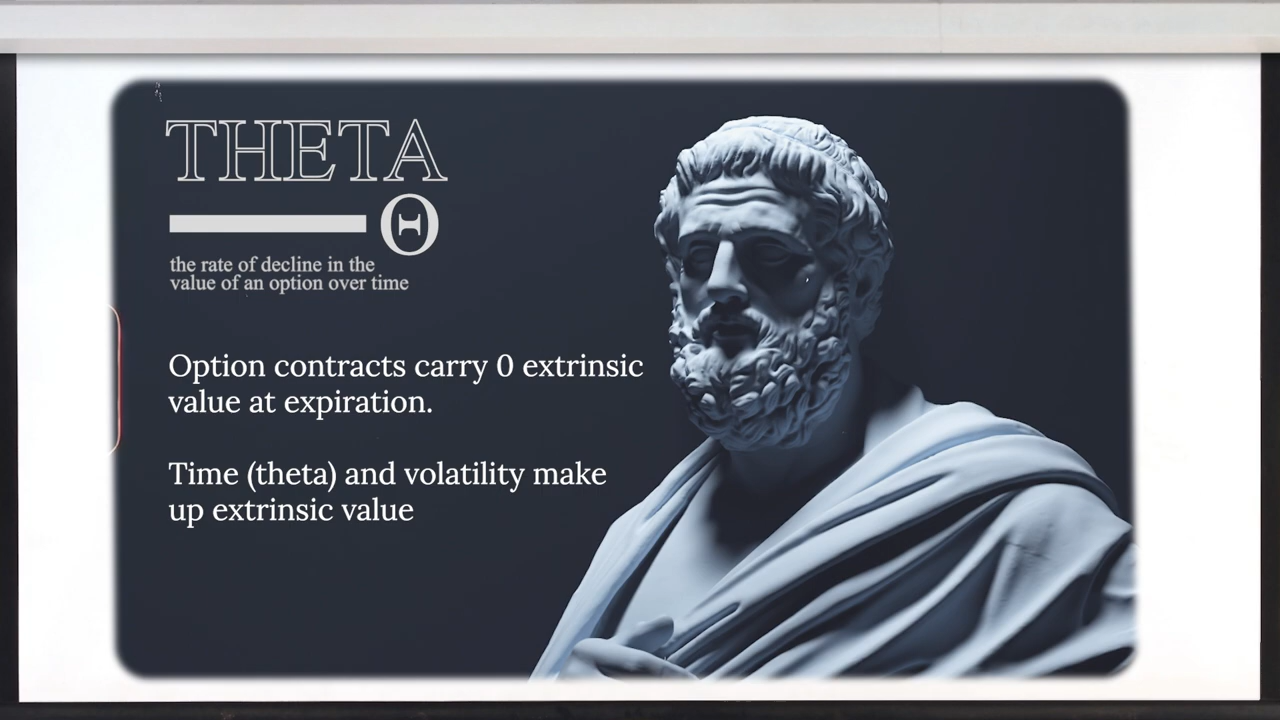 THETA
Θ
the rate of decline in the
value of an option over time
Option contracts carry 0 extrinsic
value at expiration.
Time (theta) and volatility make
up extrinsic value